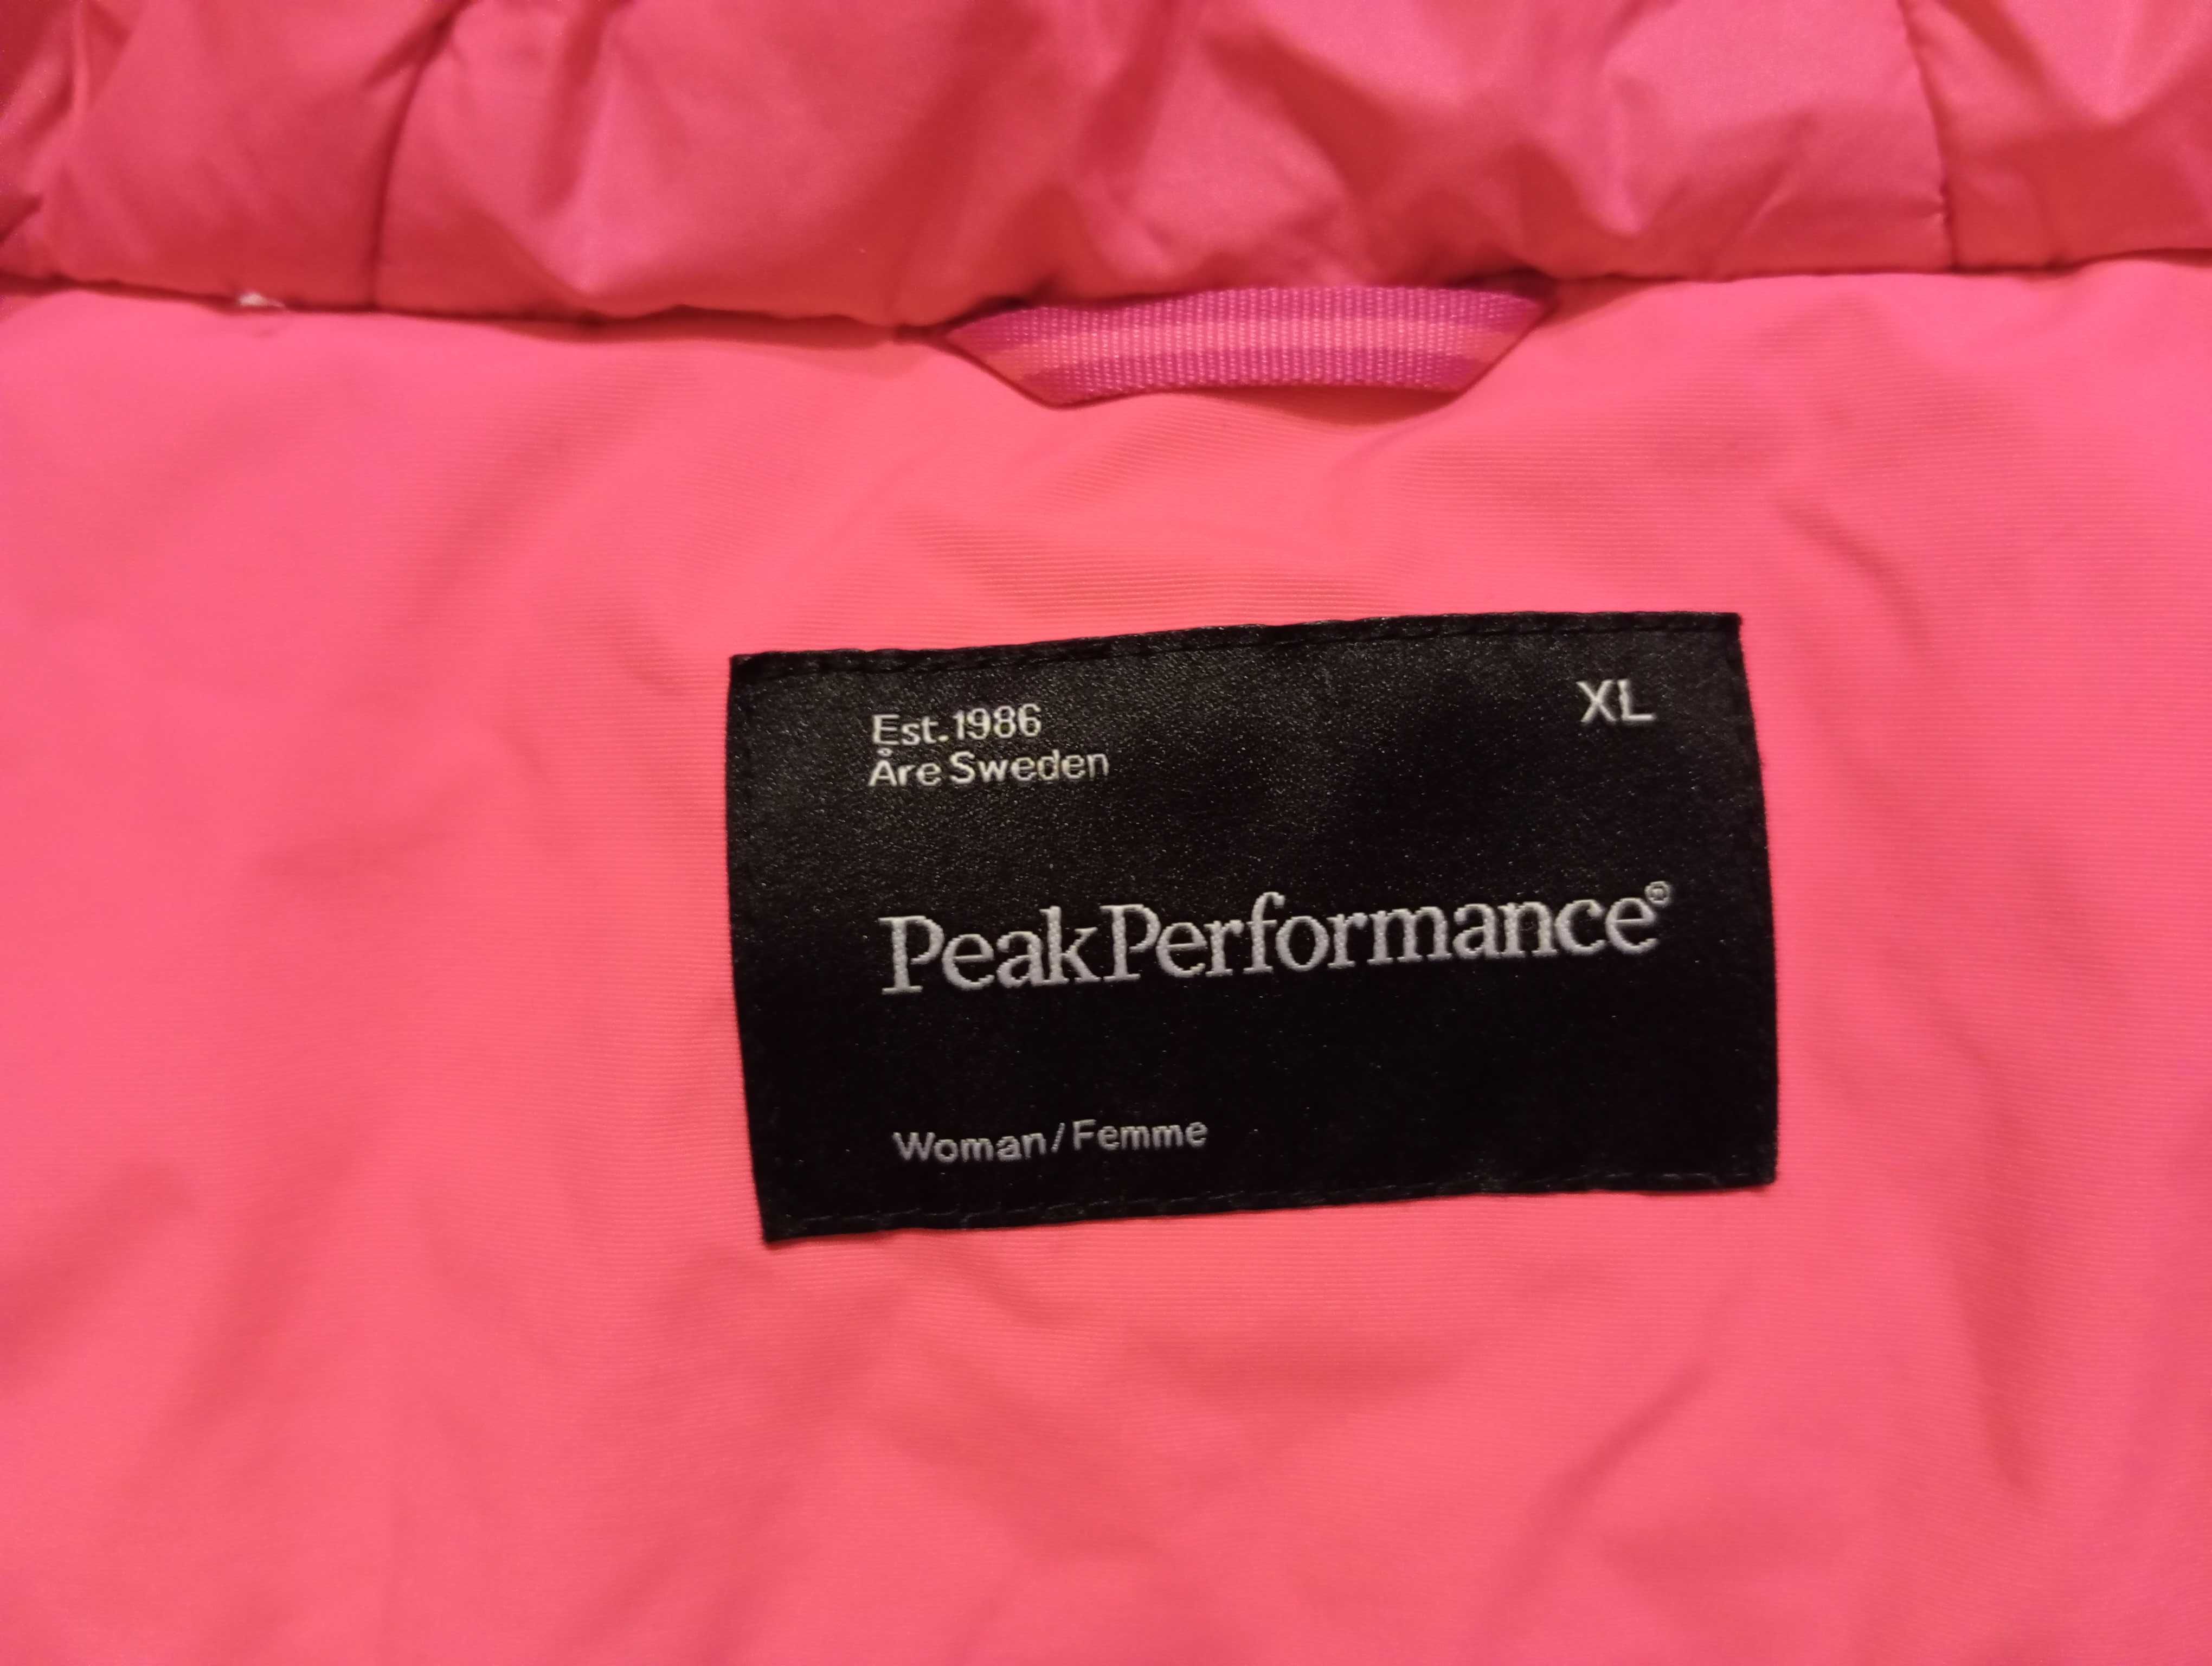 Est. 1986
XL
Åre Sweden
PeakPerformance®
Woman/Femme